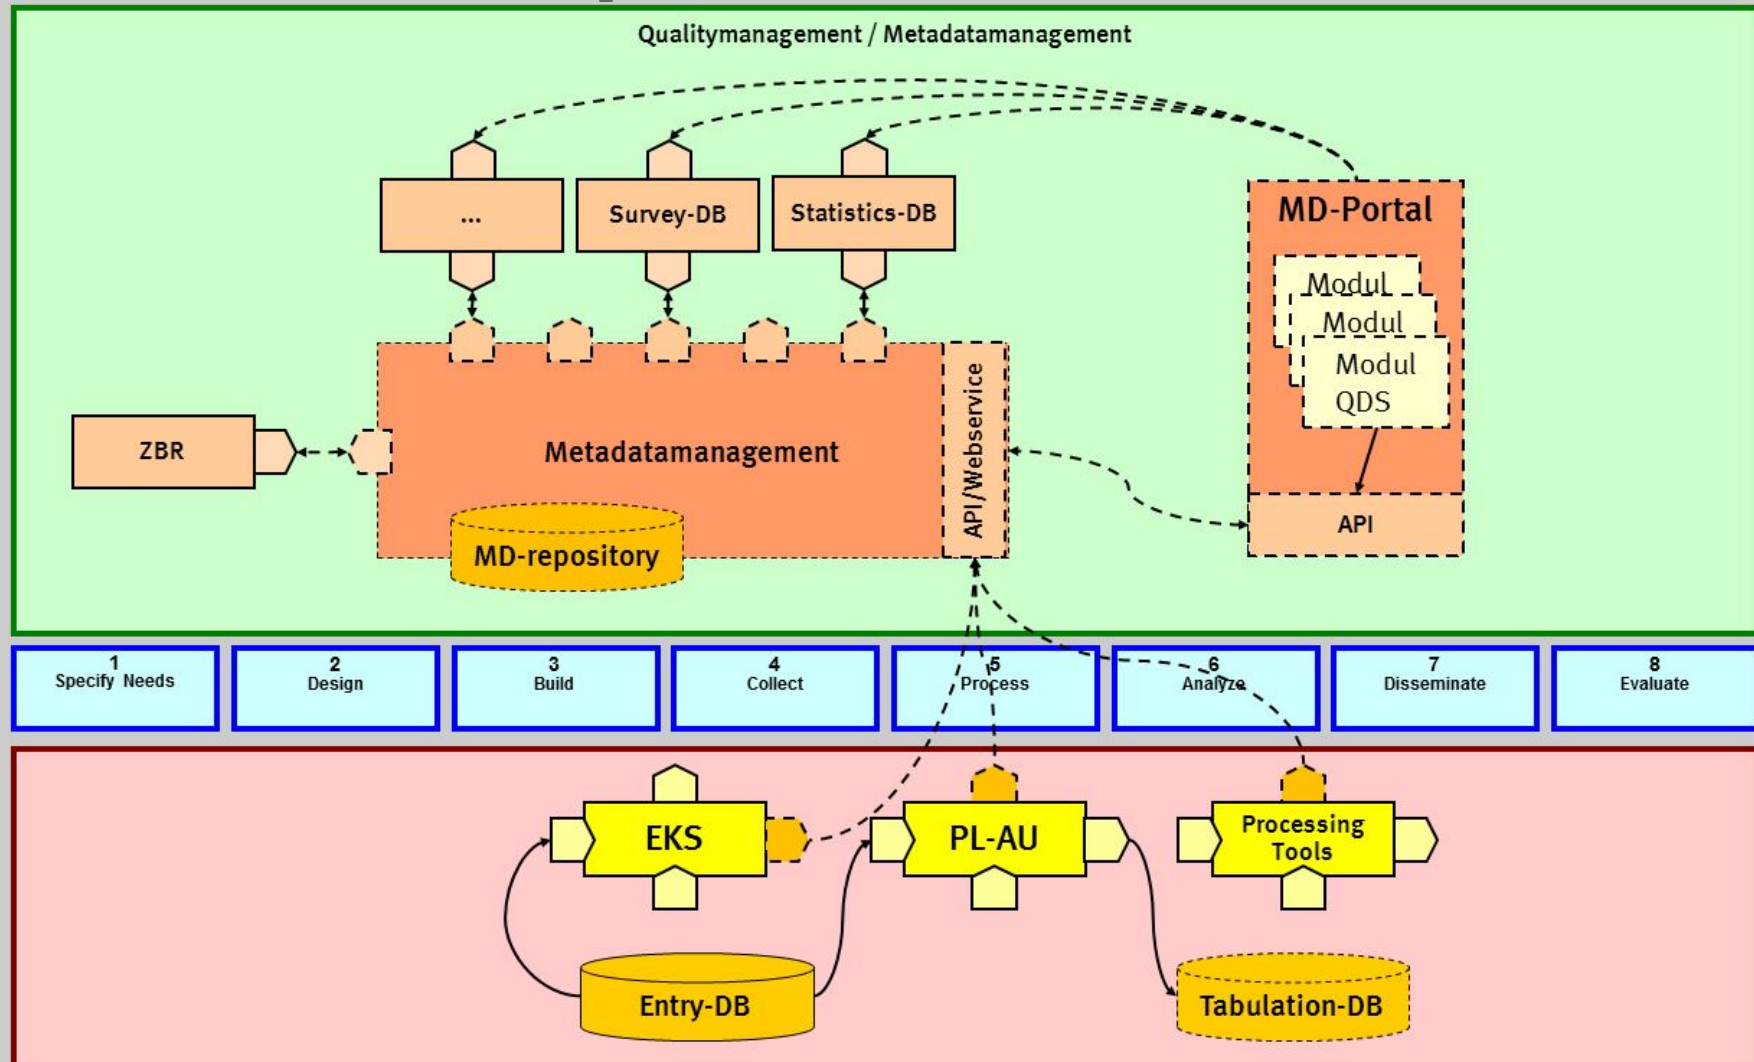 Qualitymanagement / Metadatamanagement
...
Survey-DB
Statistics-DB
MD-Portal
Modul
Modul
Modul
QDS
API
ZBR
Metadatamanagement
API/Webservice
MD-repository
1
Specify Needs
2
Design
3
Build
4
Collect
5
Process
6
Analyze
7
Disseminate
8
Evaluate
EKS
PL-AU
Processing
Tools
Entry-DB
Tabulation-DB